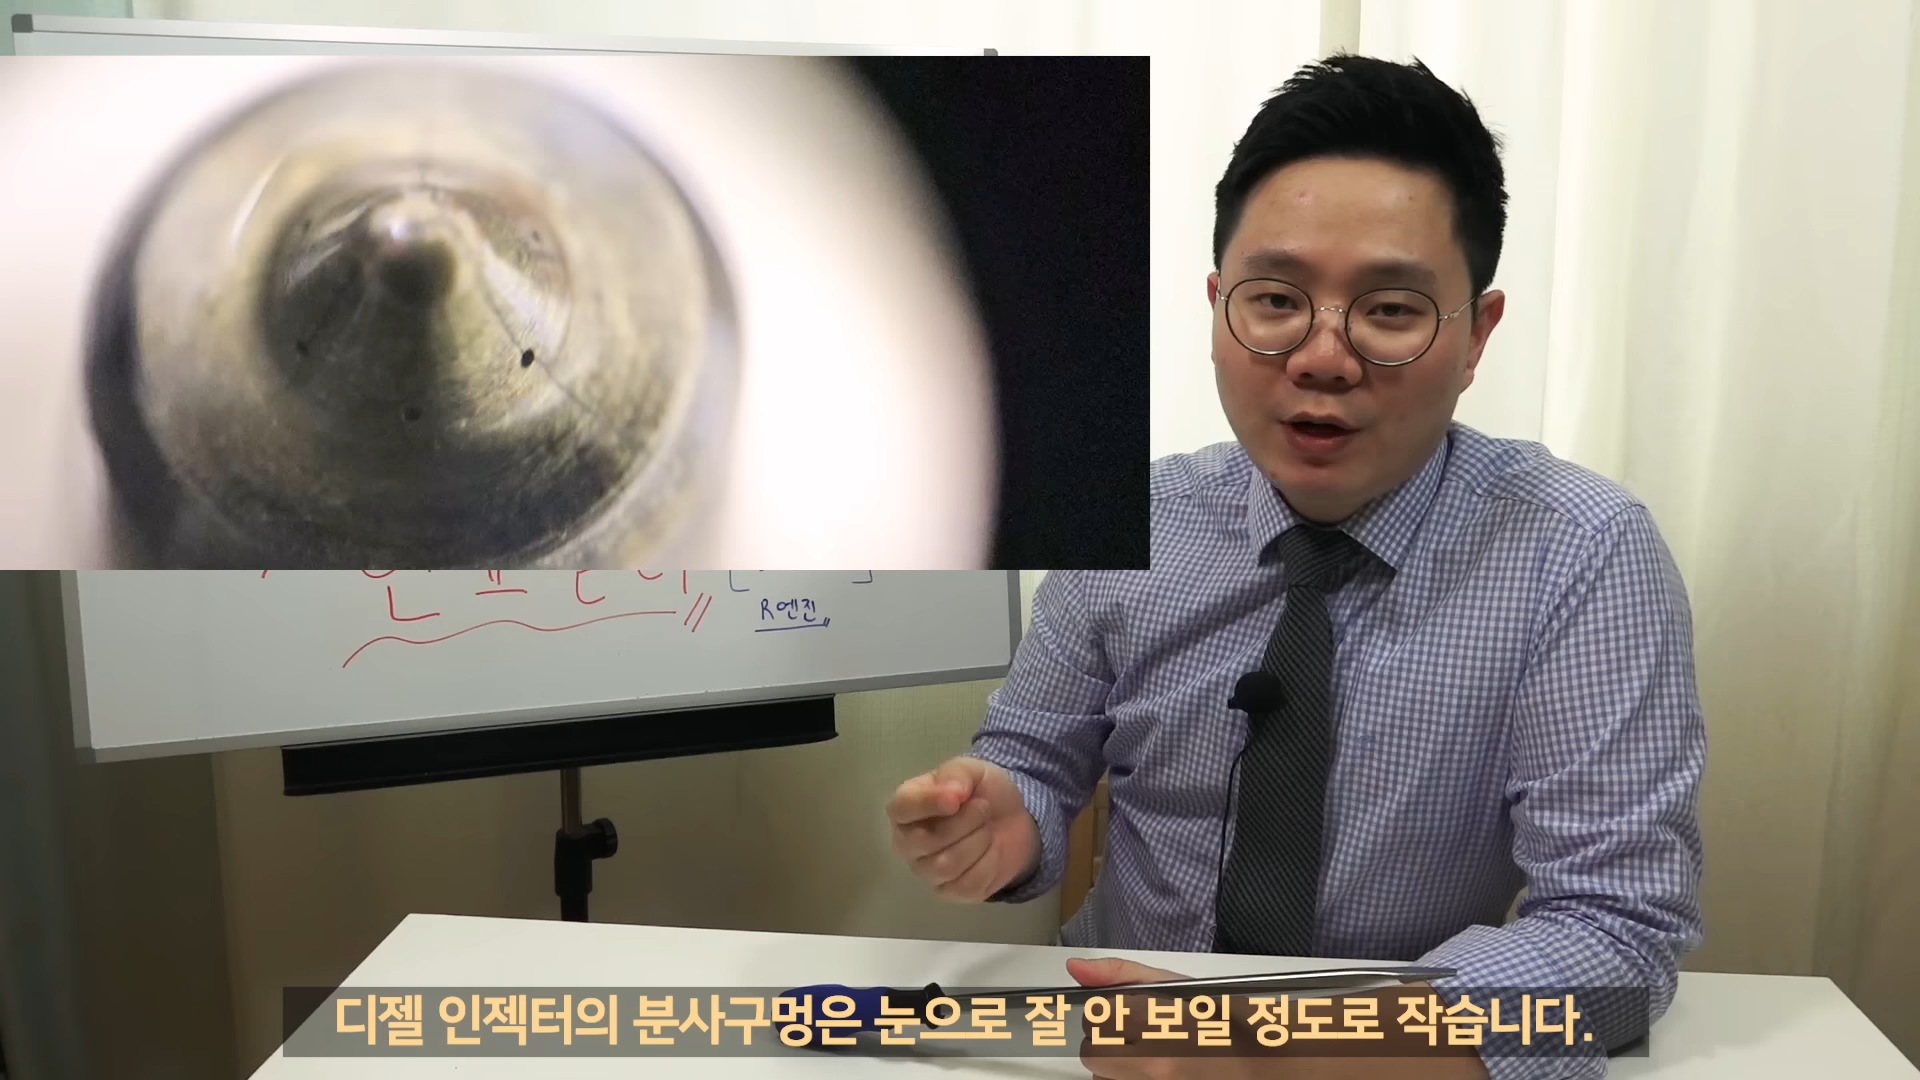 R엔진
디젤 인젝터의 분사구멍은 눈으로 잘 안 보일 정도로 작습니다.